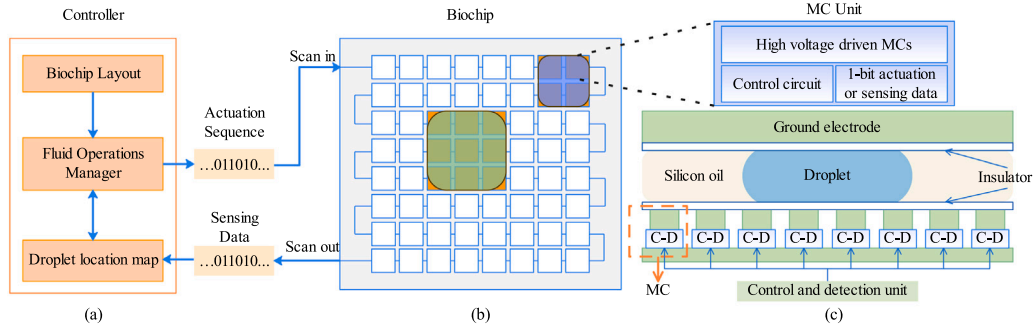 Controller
Biochip Layout
Fluid Operations
Manager
Droplet location map
Actuation
Sequence
...011010...
Sensing
Data
...011010...
(a)
Scan in
Scan out
Biochip
(b)
MC Unit
High voltage driven MCs
Control circuit
1-bit actuation
or sensing data
Ground electrode
Silicon oil
Droplet
Insulator
C-D C-D C-D C-D C-D C-D C-D C-D
MC
Control and detection unit
(c)